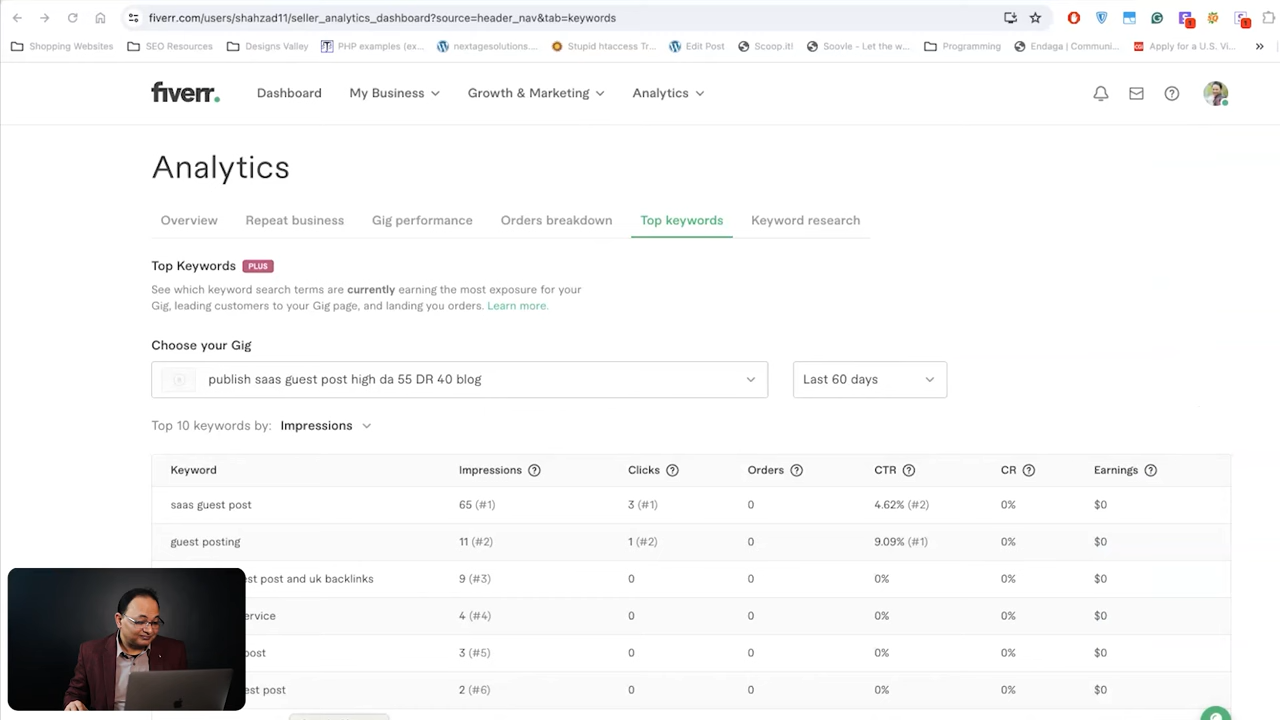 fiverr.com/users/shahzad11/seller_analytics_dashboard?source=header_nav&tab=keywords
Shopping Websites SEO Resources Designs Valley PHP examples (ex... nextagesolutions.... Stupid htaccess Tr... Edit Post Scoop.it! Soovle - Let the w... Programming Endaga | Communi... Apply for a U.S. Vi... »
fiverr. Dashboard My Business Growth & Marketing Analytics
Analytics
Overview Repeat business Gig performance Orders breakdown Top keywords Keyword research
Top Keywords PLUS
See which keyword search terms are currently earning the most exposure for your
Gig, leading customers to your Gig page, and landing you orders. Learn more.
Choose your Gig
publish saas guest post high da 55 DR 40 blog Last 60 days
Top 10 keywords by: Impressions
Keyword Impressions Clicks Orders CTR CR Earnings
saas guest post 65 (#1) 3 (#1) 0 4.62% (#2) 0% $0
guest posting 11 (#2) 1 (#2) 0 9.09% (#1) 0% $0
post and uk backlinks 9 (#3) 0 0 0% 0% $0
4 (#4) 0 0 0% 0% $0
post 3 (#5) 0 0 0% 0% $0
post 2 (#6) 0 0 0% 0% $0